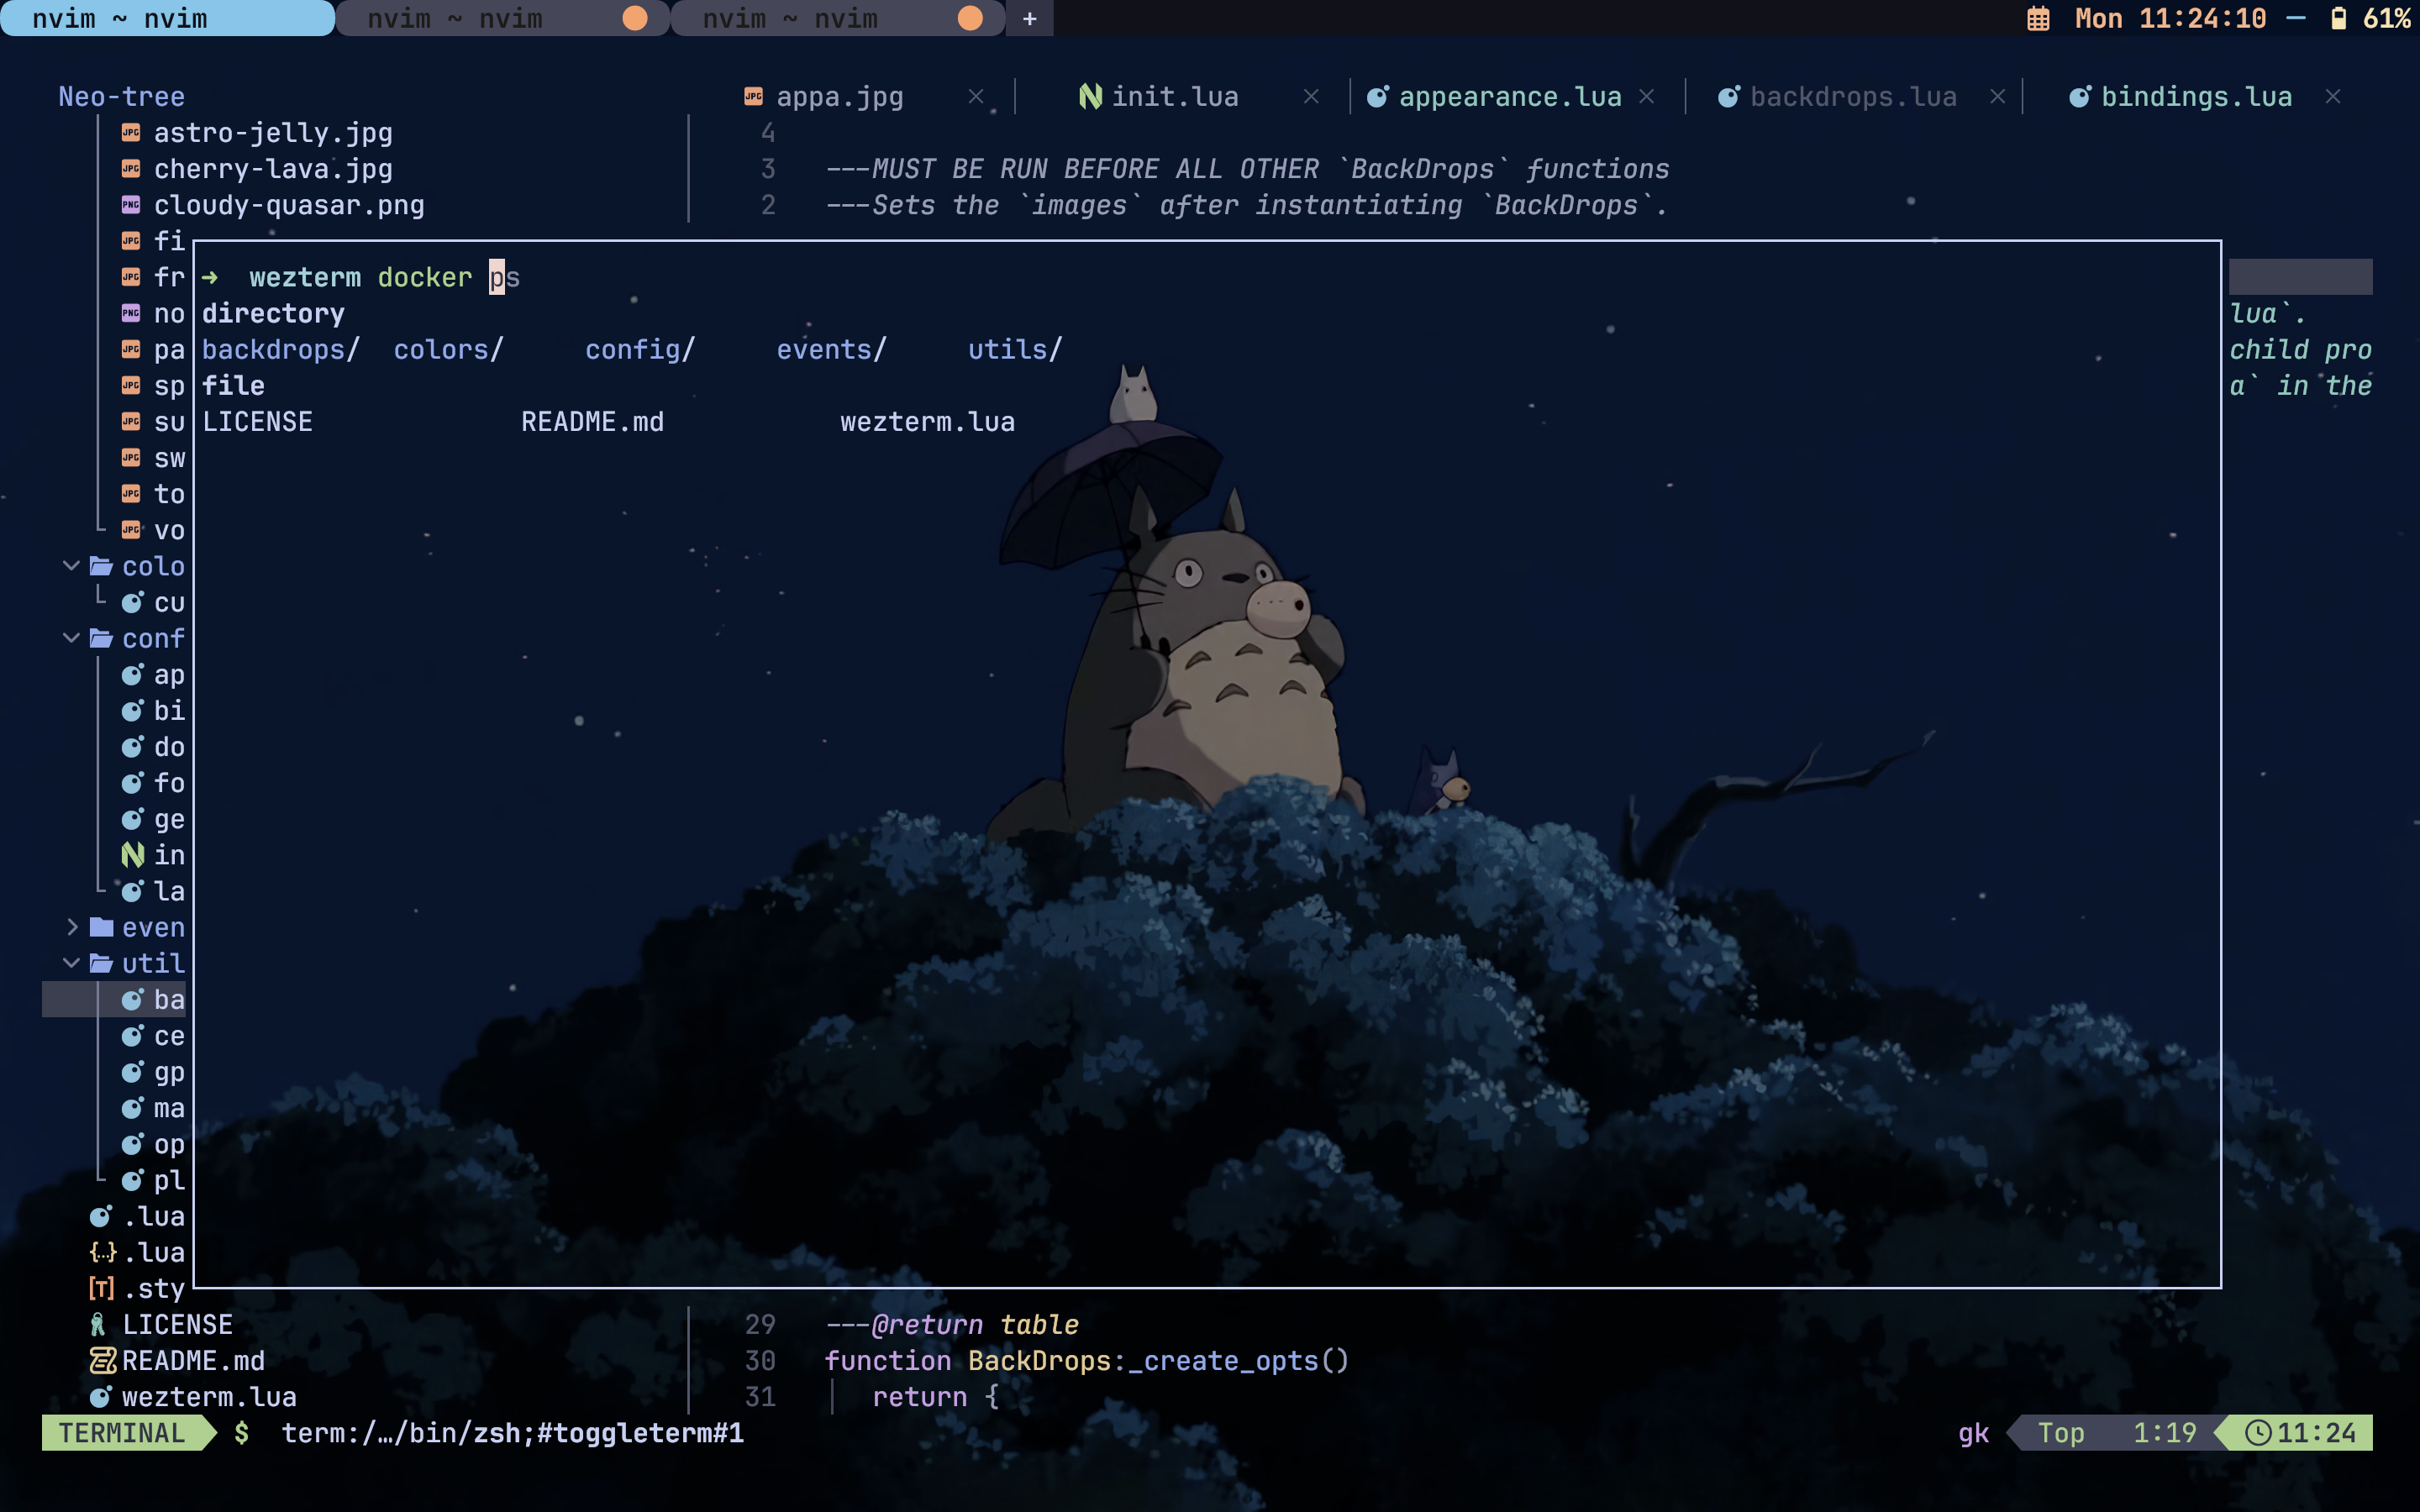 nvim ~ nvim nvim ~ nvim nvim ~ nvim + Mon 11:24:10 — 61%
Neo-tree appa.jpg × init.lua × appearance.lua × backdrops.lua × bindings.lua ×
astro-jelly.jpg 4
cherry-lava.jpg 3 ---MUST BE RUN BEFORE ALL OTHER `BackDrops` functions
cloudy-quasar.png 2 ---Sets the `images` after instantiating `BackDrops`.
fi
fr ➜ wezterm docker ps
no directory lua`.
pa backdrops/ colors/ config/ events/ utils/ child pro
sp file a` in the
su LICENSE README.md wezterm.lua
sw
to
vo
colo
cu
conf
ap
bi
do
fo
ge
in
la
even
util
ba
ce
gp
ma
op
pl
.lua
{…} .lua
[T] .sty
LICENSE 29 ---@return table
README.md 30 function BackDrops:_create_opts()
wezterm.lua 31 return {
TERMINAL $ term:/…/bin/zsh;#toggleterm#1 gk Top 1:19 11:24